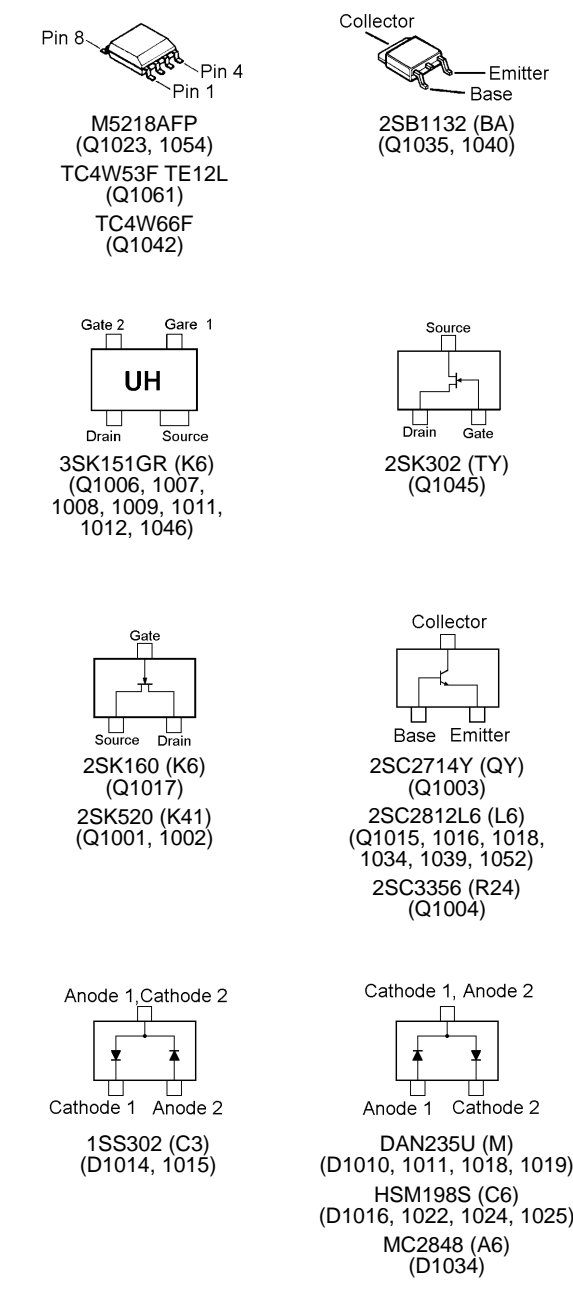 Pin 8
Pin 4
Pin 1
M5218AFP
(Q1023, 1054)
TC4W53F TE12L
(Q1061)
TC4W66F
(Q1042)
Collector
Emitter
Base
2SB1132 (BA)
(Q1035, 1040)
Gate 2
Gare 1
UH
Drain
Source
3SK151GR (K6)
(Q1006, 1007,
1008, 1009, 1011,
1012, 1046)
Source
Drain
Gate
2SK302 (TY)
(Q1045)
Gate
Source
Drain
2SK160 (K6)
(Q1017)
2SK520 (K41)
(Q1001, 1002)
Collector
Base
Emitter
2SC2714Y (QY)
(Q1003)
2SC2812L6 (L6)
(Q1015, 1016, 1018,
1034, 1039, 1052)
2SC3356 (R24)
(Q1004)
Anode 1,Cathode 2
Cathode 1
Anode 2
1SS302 (C3)
(D1014, 1015)
Cathode 1, Anode 2
Anode 1
Cathode 2
DAN235U (M)
(D1010, 1011, 1018, 1019)
HSM198S (C6)
(D1016, 1022, 1024, 1025)
MC2848 (A6)
(D1034)